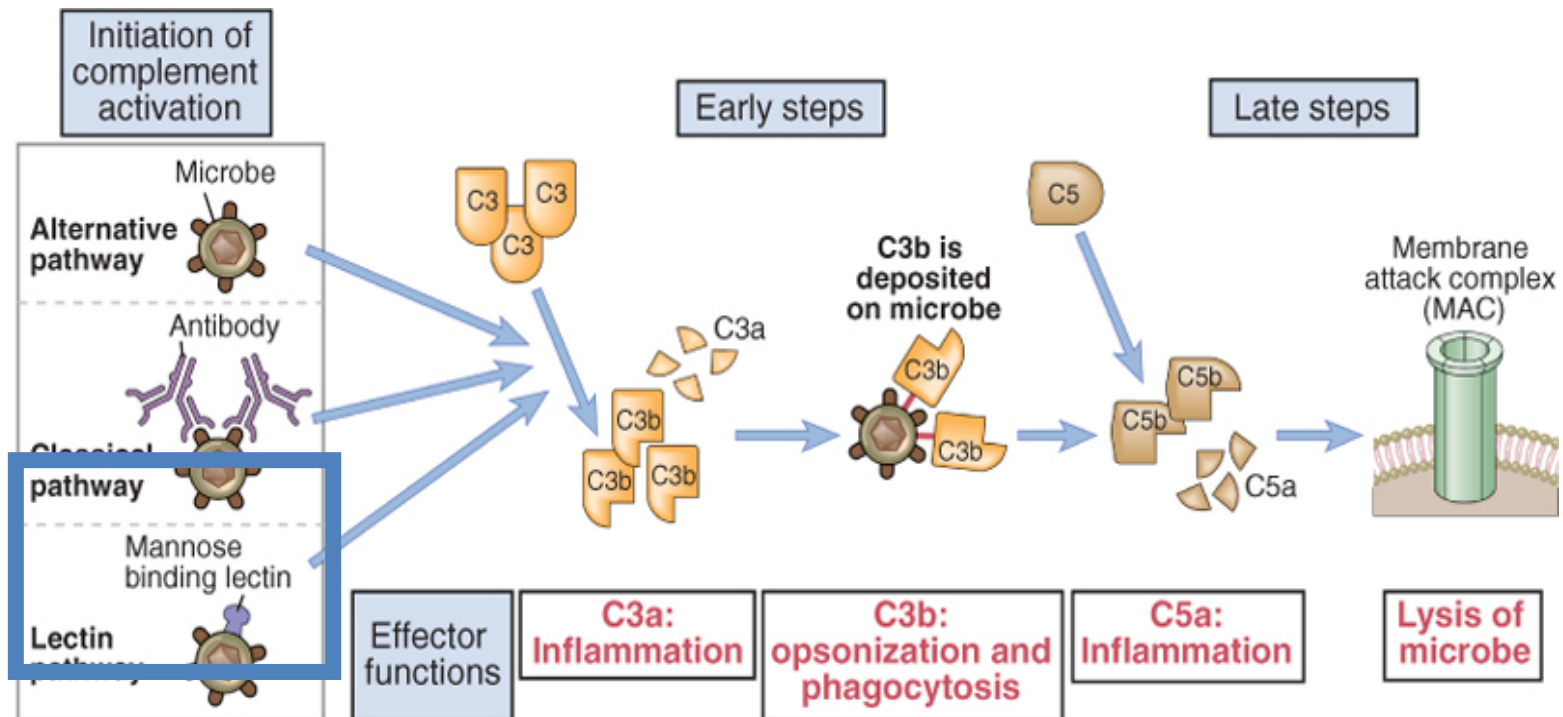 Initiation of
complement
activation
Early steps
Late steps
Microbe
Alternative
pathway
Antibody
Classical
pathway
Mannose
binding lectin
Lectin
pathway
C3
C3
C3
C3a
C3b
C3b
C3b
C3b is
deposited
on microbe
C3b
C3b
C5
C5b
C5b
C5a
Membrane
attack complex
(MAC)
Effector
functions
C3a:
Inflammation
C3b:
opsonization and
phagocytosis
C5a:
Inflammation
Lysis of
microbe